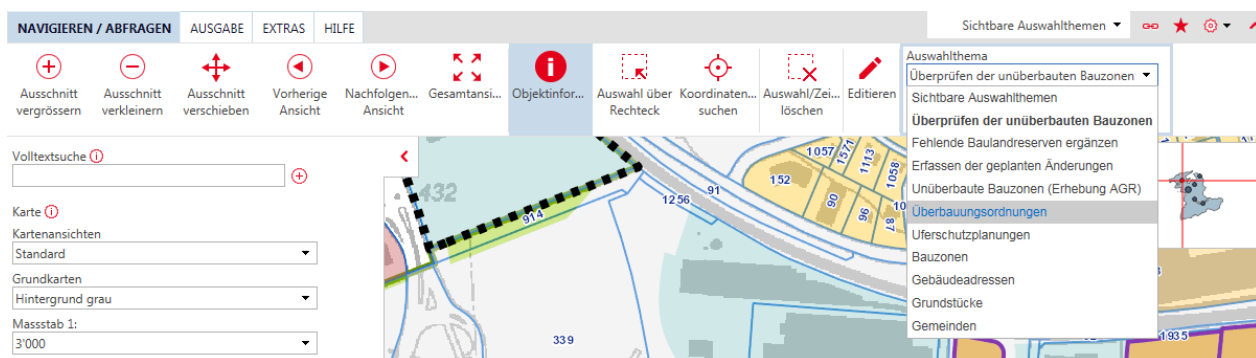 NAVIGIEREN / ABFRAGEN AUSGABE EXTRAS HILFE Sichtbare Auswahlthemen
Ausschnitt vergrössern
Ausschnitt verkleinern
Ausschnitt verschieben
Vorherige Ansicht
Nachfolgen... Ansicht
Gesamtansi...
Objektinfor...
Auswahl über Rechteck
Koordinaten... suchen
Auswahl/Zei... löschen
Editieren
Auswahlthema
Überprüfen der unüberbauten Bauzonen
Sichtbare Auswahlthemen
Überprüfen der unüberbauten Bauzonen
Fehlende Baulandreserven ergänzen
Erfassen der geplanten Änderungen
Unüberbaute Bauzonen (Erhebung AGR)
Überbauungsordnungen
Uferschutzplanungen
Bauzonen
Gebäudeadressen
Grundstücke
Gemeinden
Volltextsuche
Karte
Kartenansichten
Standard
Grundkarten
Hintergrund grau
Massstab 1:
3'000
432
914
1256
91
152
1057
1571
1113
1058
90
96
87
339
1935